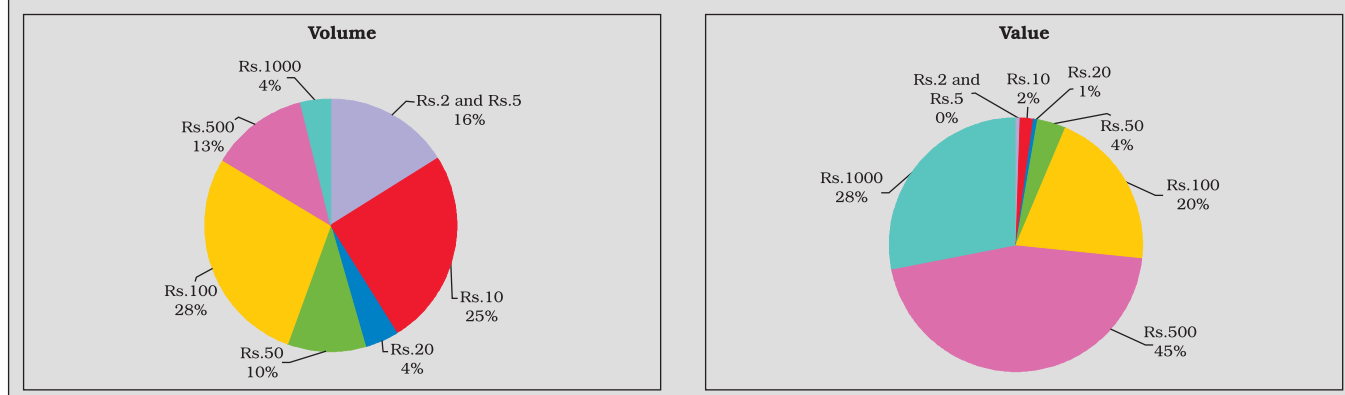 Volume
Rs.1000
4%
Rs.2 and Rs.5
16%
Rs.500
13%
Rs.10
25%
Rs.100
28%
Rs.50
10%
Rs.20
4%
Value
Rs.2 and
Rs.5
0%
Rs.10
2%
Rs.20
1%
Rs.50
4%
Rs.1000
28%
Rs.100
20%
Rs.500
45%